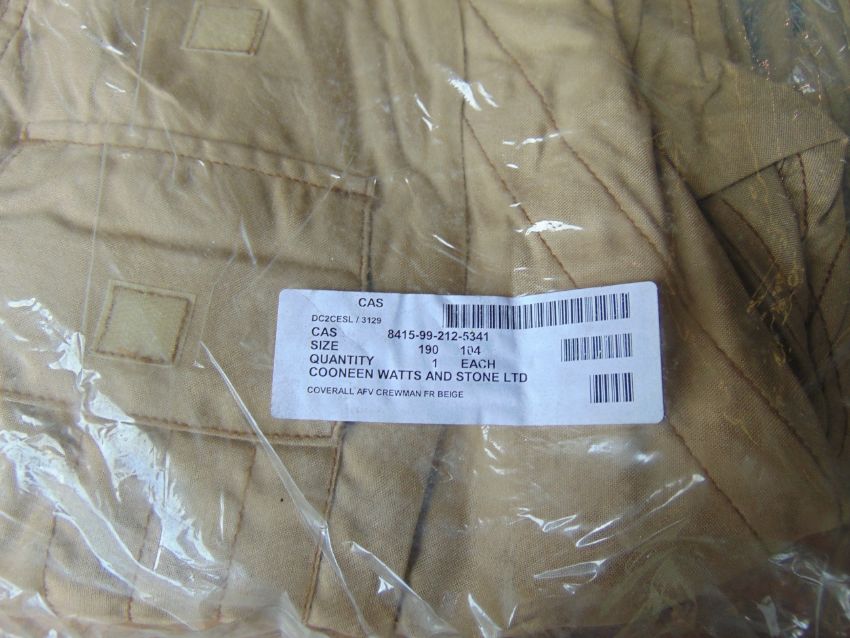 CAS
DC2CESL / 3129
CAS 8415-99-212-5341
SIZE 190 104
QUANTITY 1 EACH
COONEEN WATTS AND STONE LTD
COVERALL AFV CREWMAN FR BEIGE